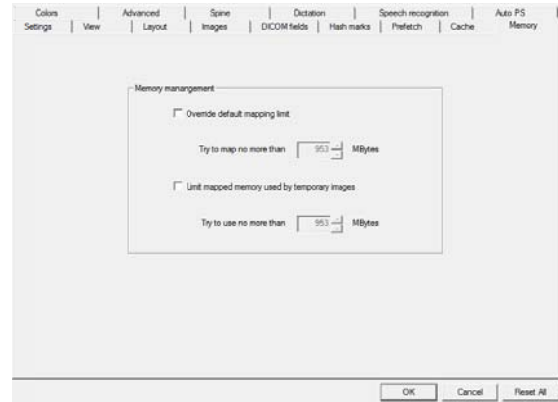 Colors Advanced Spine Dictation Speech recognition Auto PS
Settings View Layout Images DICOM fields Hash marks Prefetch Cache Memory
Memory manangement
Override default mapping limit
Try to map no more than 953 MBytes
Limit mapped memory used by temporary images
Try to use no more than 953 MBytes
OK Cancel Reset All